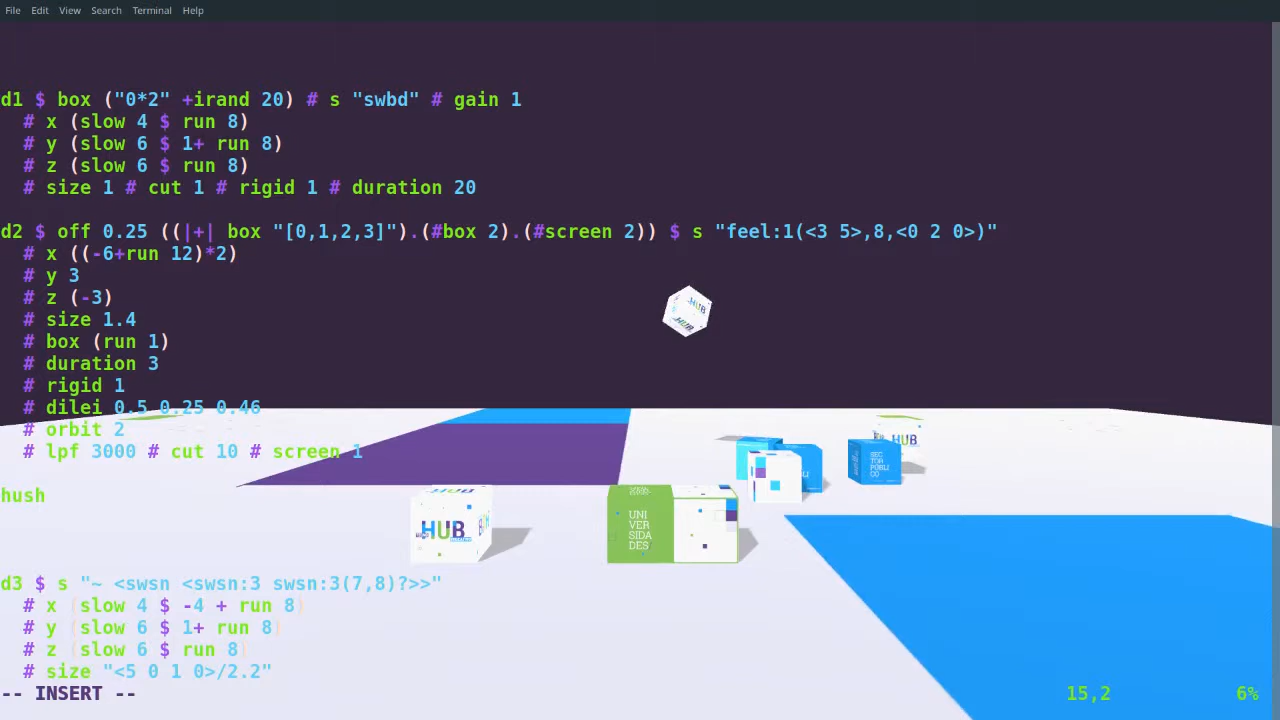 File Edit View Search Terminal Help
d1 $ box ("0*2" +irand 20) # s "swbd" # gain 1
# x (slow 4 $ run 8)
# y (slow 6 $ 1+ run 8)
# z (slow 6 $ run 8)
# size 1 # cut 1 # rigid 1 # duration 20
d2 $ off 0.25 ((|+| box "[0,1,2,3]").(#box 2).(#screen 2)) $ s "feel:1(<3 5>,8,<0 2 0>)"
# x ((-6+run 12)*2)
# y 3
# z (-3)
# size 1.4
# box (run 1)
# duration 3
# rigid 1
# dilei 0.5 0.25 0.46
# orbit 2
# lpf 3000 # cut 10 # screen 1
hush
d3 $ s "~ <swsn <swsn:3 swsn:3(7,8)?>>"
# x (slow 4 $ -4 + run 8)
# y (slow 6 $ 1+ run 8)
# z (slow 6 $ run 8)
# size "<5 0 1 0>/2.2"
-- INSERT --
15,2
6%
HUB
HUB
HUB
HUB
UNI
VER
SIDA
DES
SEC
TOR
PÚBLI
CO